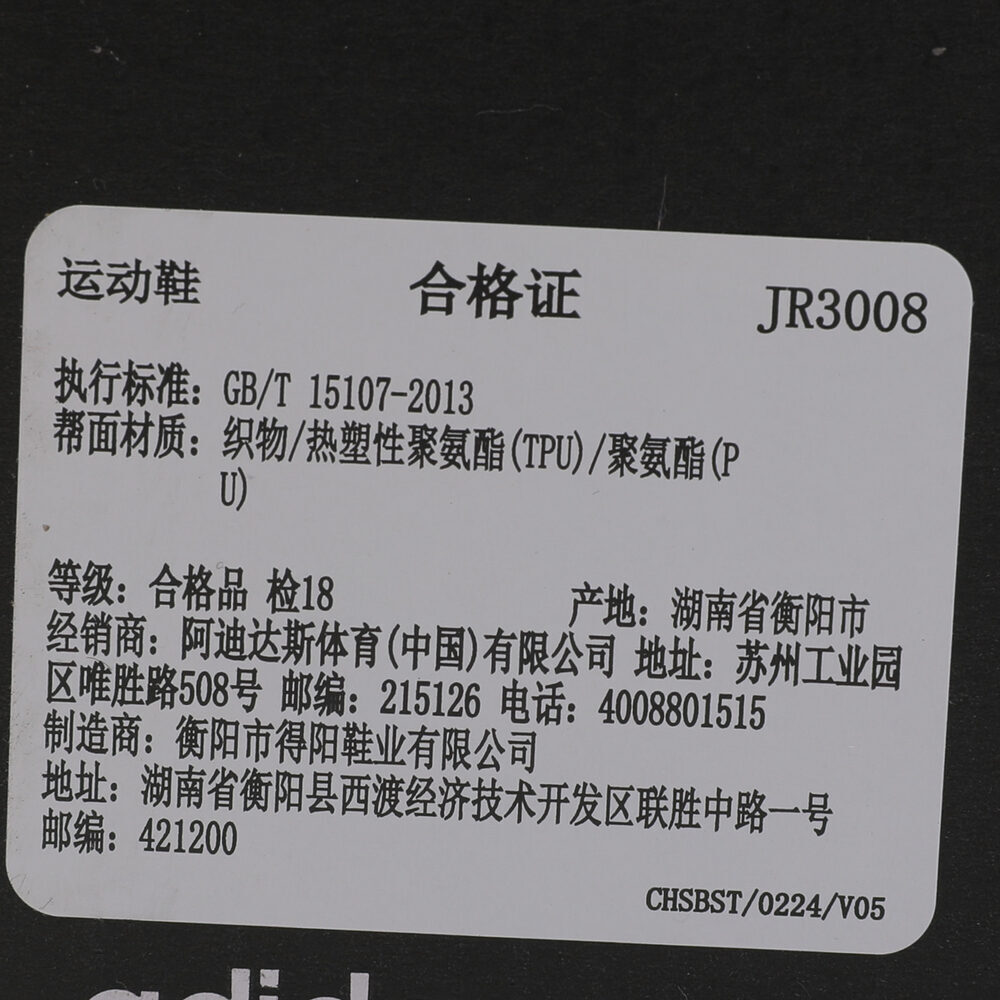 运动鞋 合格证 JR3008
执行标准：GB/T 15107-2013
帮面材质：织物/热塑性聚氨酯(TPU)/聚氨酯(P
U)
等级：合格品 检18 产地：湖南省衡阳市
经销商：阿迪达斯体育(中国)有限公司 地址：苏州工业园
区唯胜路508号 邮编：215126 电话：4008801515
制造商：衡阳市得阳鞋业有限公司
地址：湖南省衡阳县西渡经济技术开发区联胜中路一号
邮编：421200
CHSBST/0224/V05